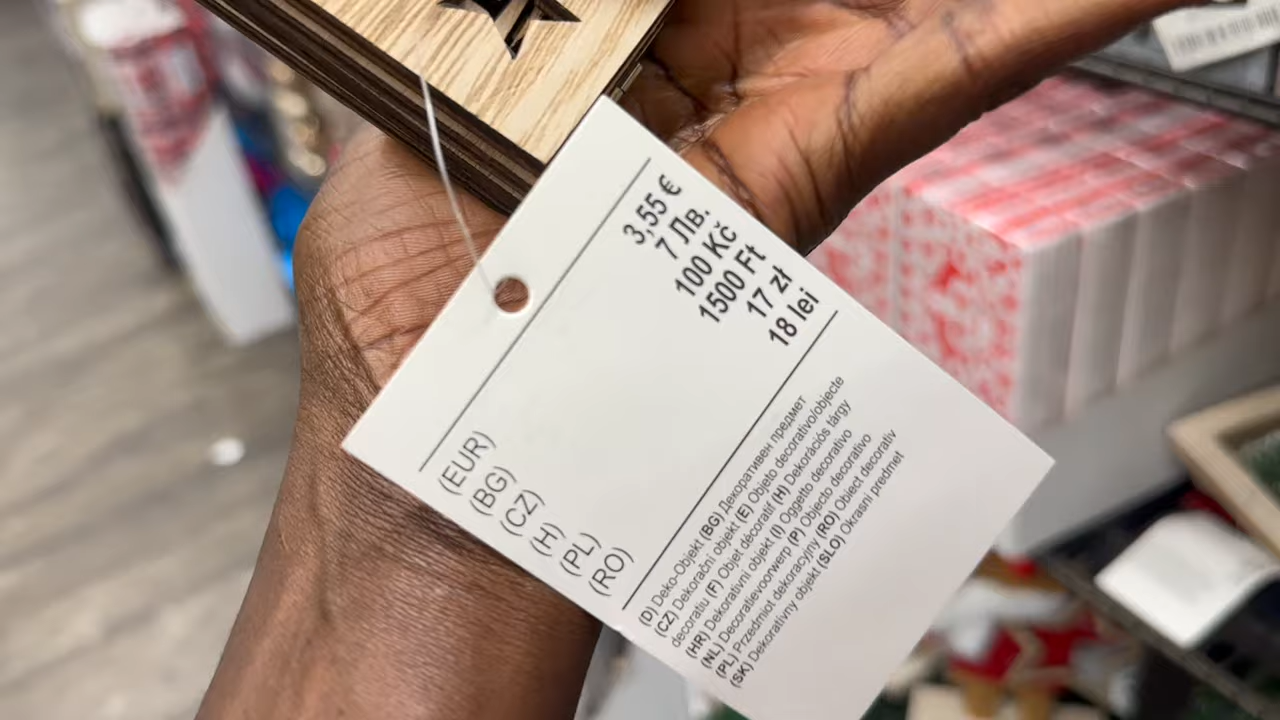 (EUR) 3,55 €
(BG) 7 Лв.
(CZ) 100 Kč
(H) 1500 Ft
(PL) 17 zł
(RO) 18 lei
(D) Deko-Objekt (BG) Декоративен предмет
(CZ) Dekorační objekt (E) Objeto decorativo/objecte
decoratiu (F) Objet décoratif (H) Dekorációs tárgy
(HR) Dekorativni objekt (I) Oggetto decorativo
(NL) Decoratievoorwerp (P) Objecto decorativo
(PL) Przedmiot dekoracyjny (RO) Obiect decorativ
(SK) Dekoratívny objekt (SLO) Okrasni predmet